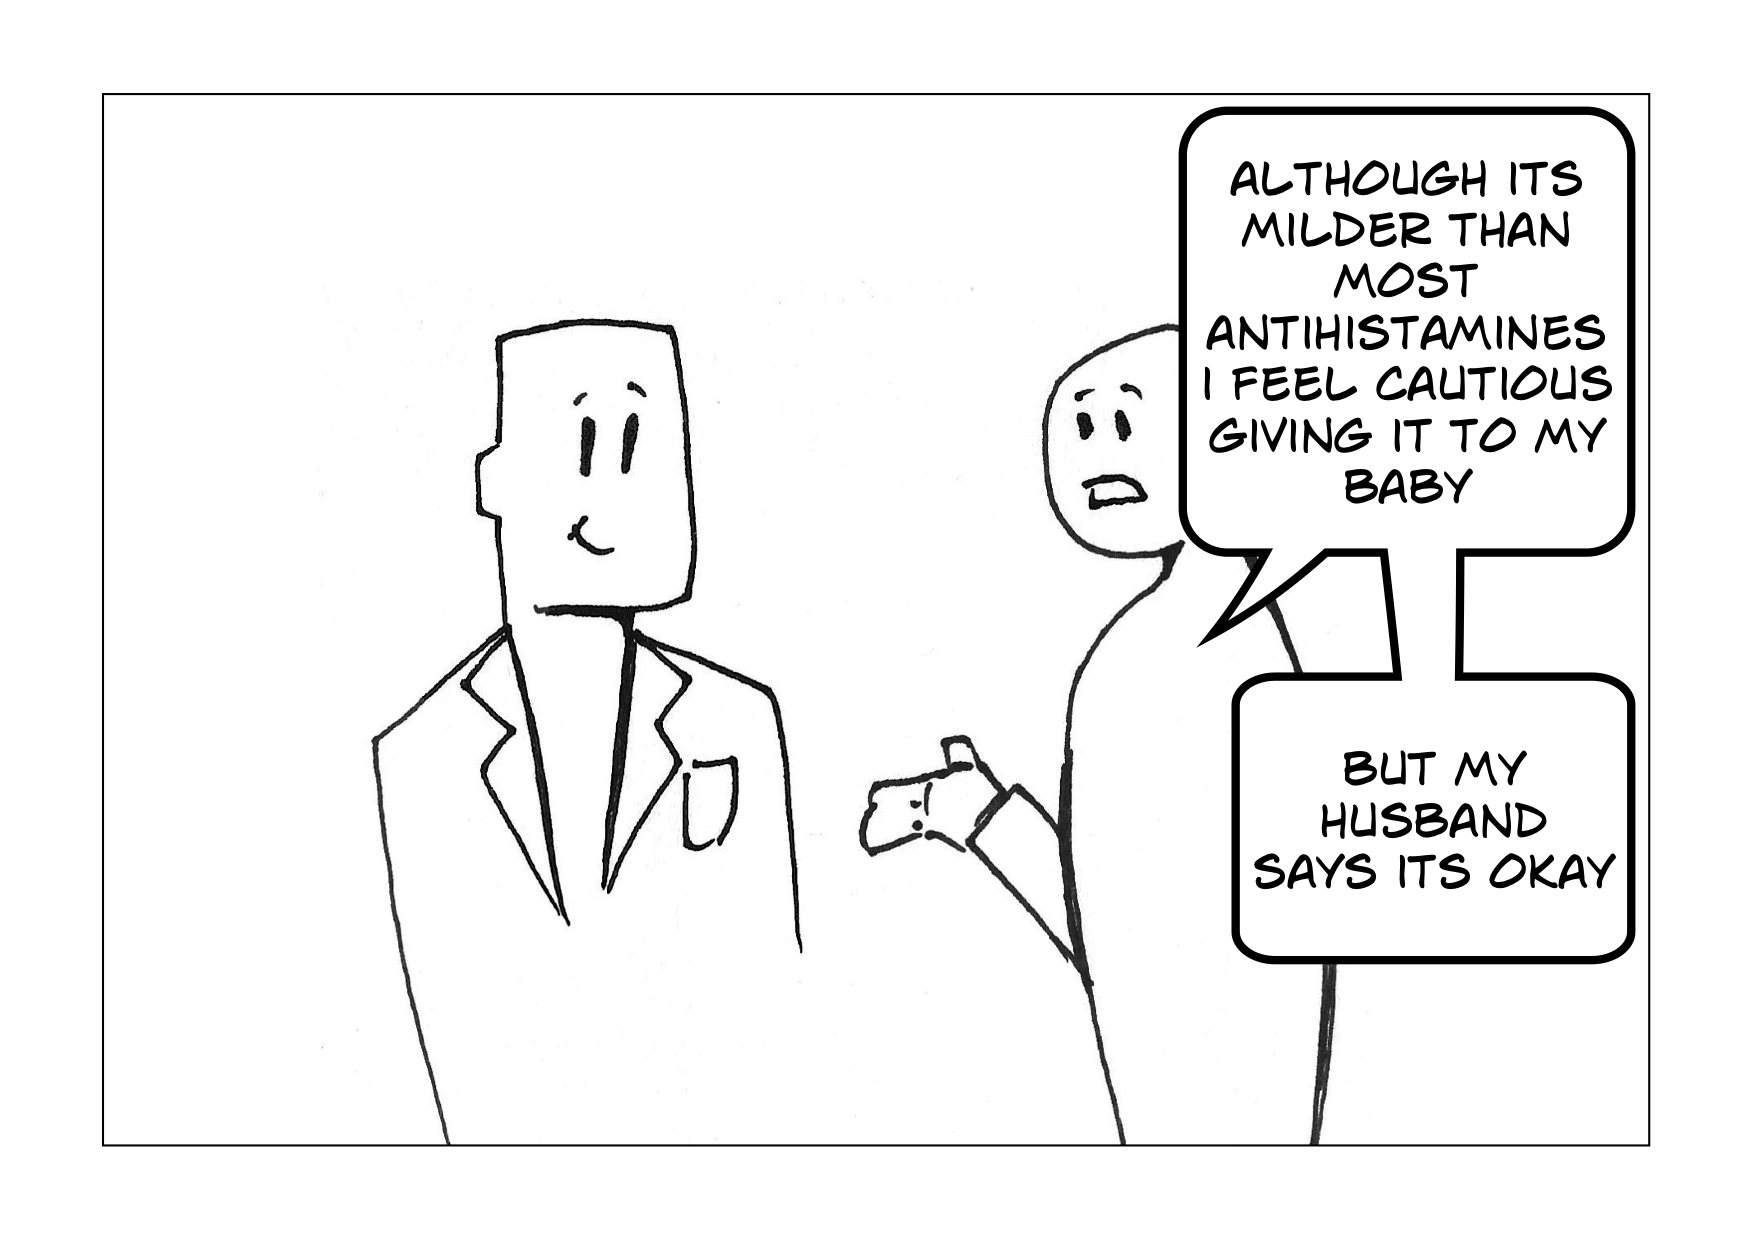 ALTHOUGH ITS
MILDER THAN
MOST
ANTIHISTAMINES
I FEEL CAUTIOUS
GIVING IT TO MY
BABY
BUT MY
HUSBAND
SAYS ITS OKAY